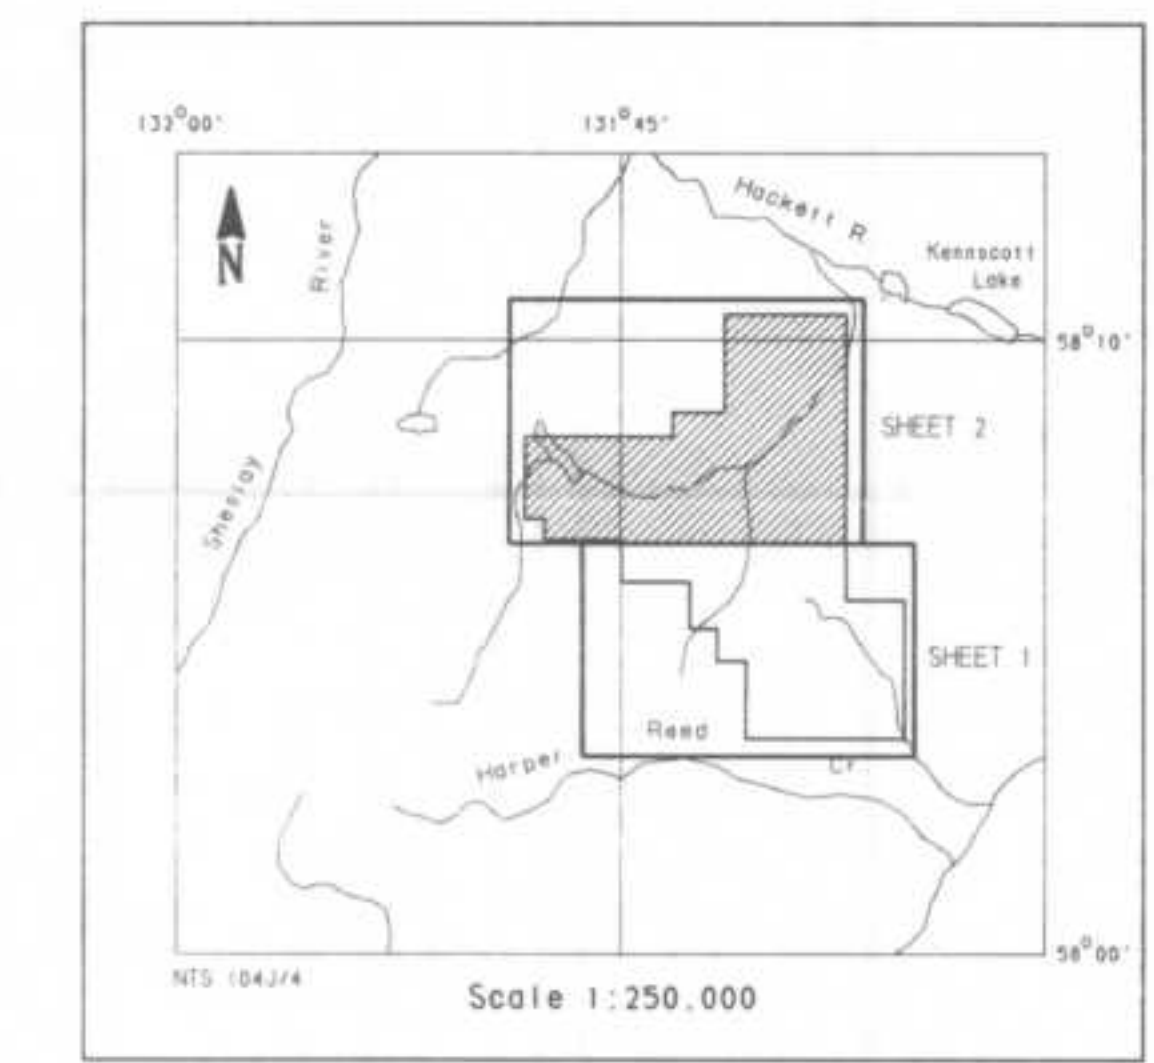 132°00'
131°45'
N
River
Hackett R.
Kennscott
Lake
58°10'
SHEET 2
Sheslay
SHEET 1
Reed
Harper
Cr.
58°00'
NTS 104J/4
Scale 1:250,000